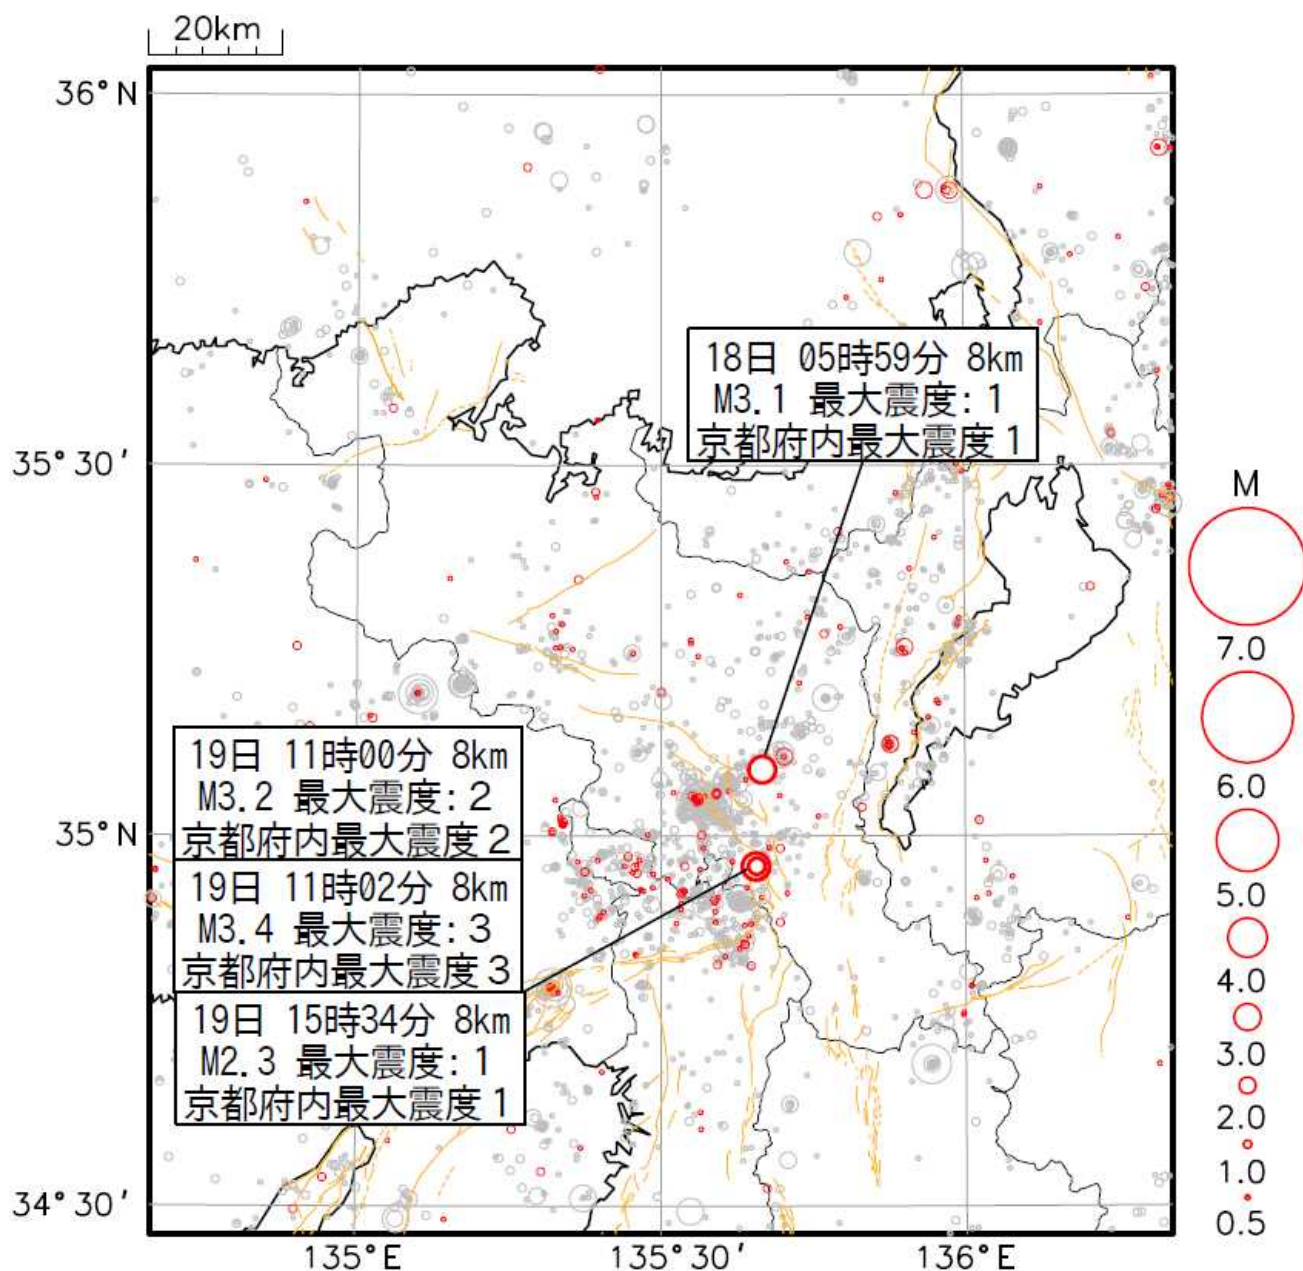 20km
36°N
18日 05時59分 8km
M3.1 最大震度:1
京都府内最大震度1
35°30′
M
7.0
6.0
5.0
4.0
3.0
2.0
1.0
0.5
19日 11時00分 8km
M3.2 最大震度:2
京都府内最大震度2
35°N
19日 11時02分 8km
M3.4 最大震度:3
京都府内最大震度3
19日 15時34分 8km
M2.3 最大震度:1
京都府内最大震度1
34°30′
135°E
135°30′
136°E